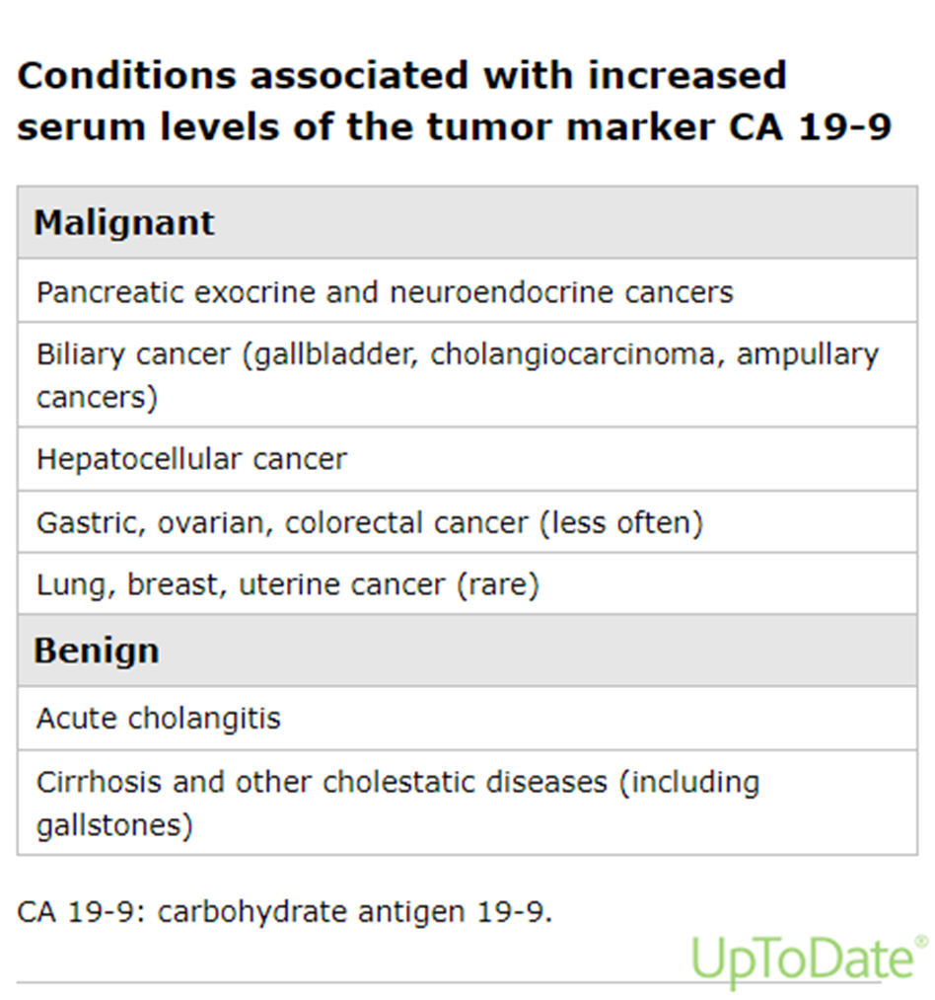 Conditions associated with increased
serum levels of the tumor marker CA 19-9
Malignant
Pancreatic exocrine and neuroendocrine cancers
Biliary cancer (gallbladder, cholangiocarcinoma, ampullary
cancers)
Hepatocellular cancer
Gastric, ovarian, colorectal cancer (less often)
Lung, breast, uterine cancer (rare)
Benign
Acute cholangitis
Cirrhosis and other cholestatic diseases (including
gallstones)
CA 19-9: carbohydrate antigen 19-9.
UpToDate®